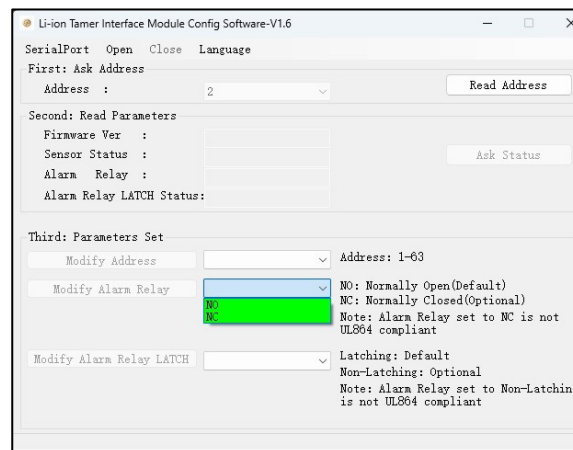 Li-ion Tamer Interface Module Config Software-V1.6
SerialPort Open Close Language
First: Ask Address
Address : 2
Read Address
Second: Read Parameters
Firmware Ver :
Sensor Status :
Ask Status
Alarm Relay :
Alarm Relay LATCH Status:
Third: Parameters Set
Modify Address
Address: 1-63
Modify Alarm Relay
NO: Normally Open(Default)
NO
NC: Normally Closed(Optional)
NC
Note: Alarm Relay set to NC is not
UL864 compliant
Modify Alarm Relay LATCH
Latching: Default
Non-Latching: Optional
Note: Alarm Relay set to Non-Latchin
is not UL864 compliant